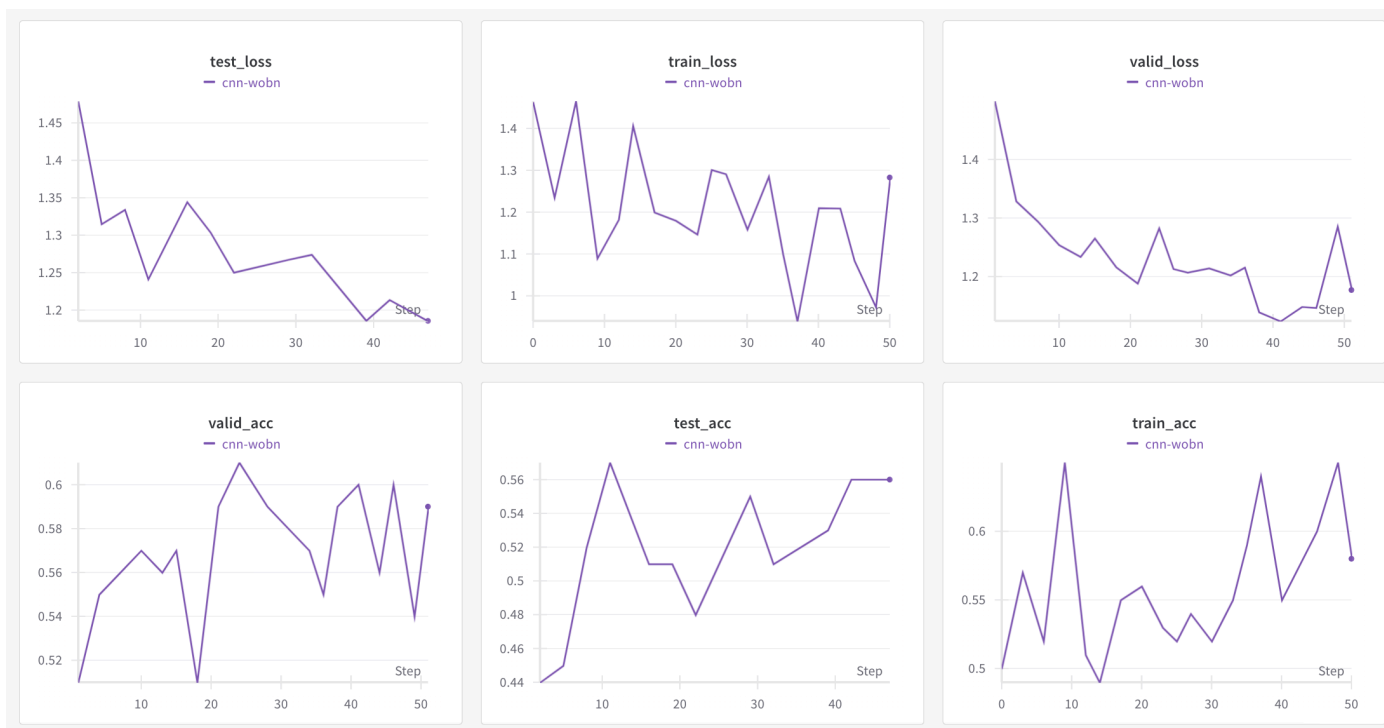 test_loss
cnn-wobn
1.45
1.4
1.35
1.3
1.25
1.2
Step
10 20 30 40
train_loss
cnn-wobn
1.4
1.3
1.2
1.1
1
Step
0 10 20 30 40 50
valid_loss
cnn-wobn
1.4
1.3
1.2
Step
10 20 30 40 50
valid_acc
cnn-wobn
0.6
0.58
0.56
0.54
0.52
Step
10 20 30 40 50
test_acc
cnn-wobn
0.56
0.54
0.52
0.5
0.48
0.46
0.44
Step
10 20 30 40
train_acc
cnn-wobn
0.6
0.55
0.5
Step
0 10 20 30 40 50